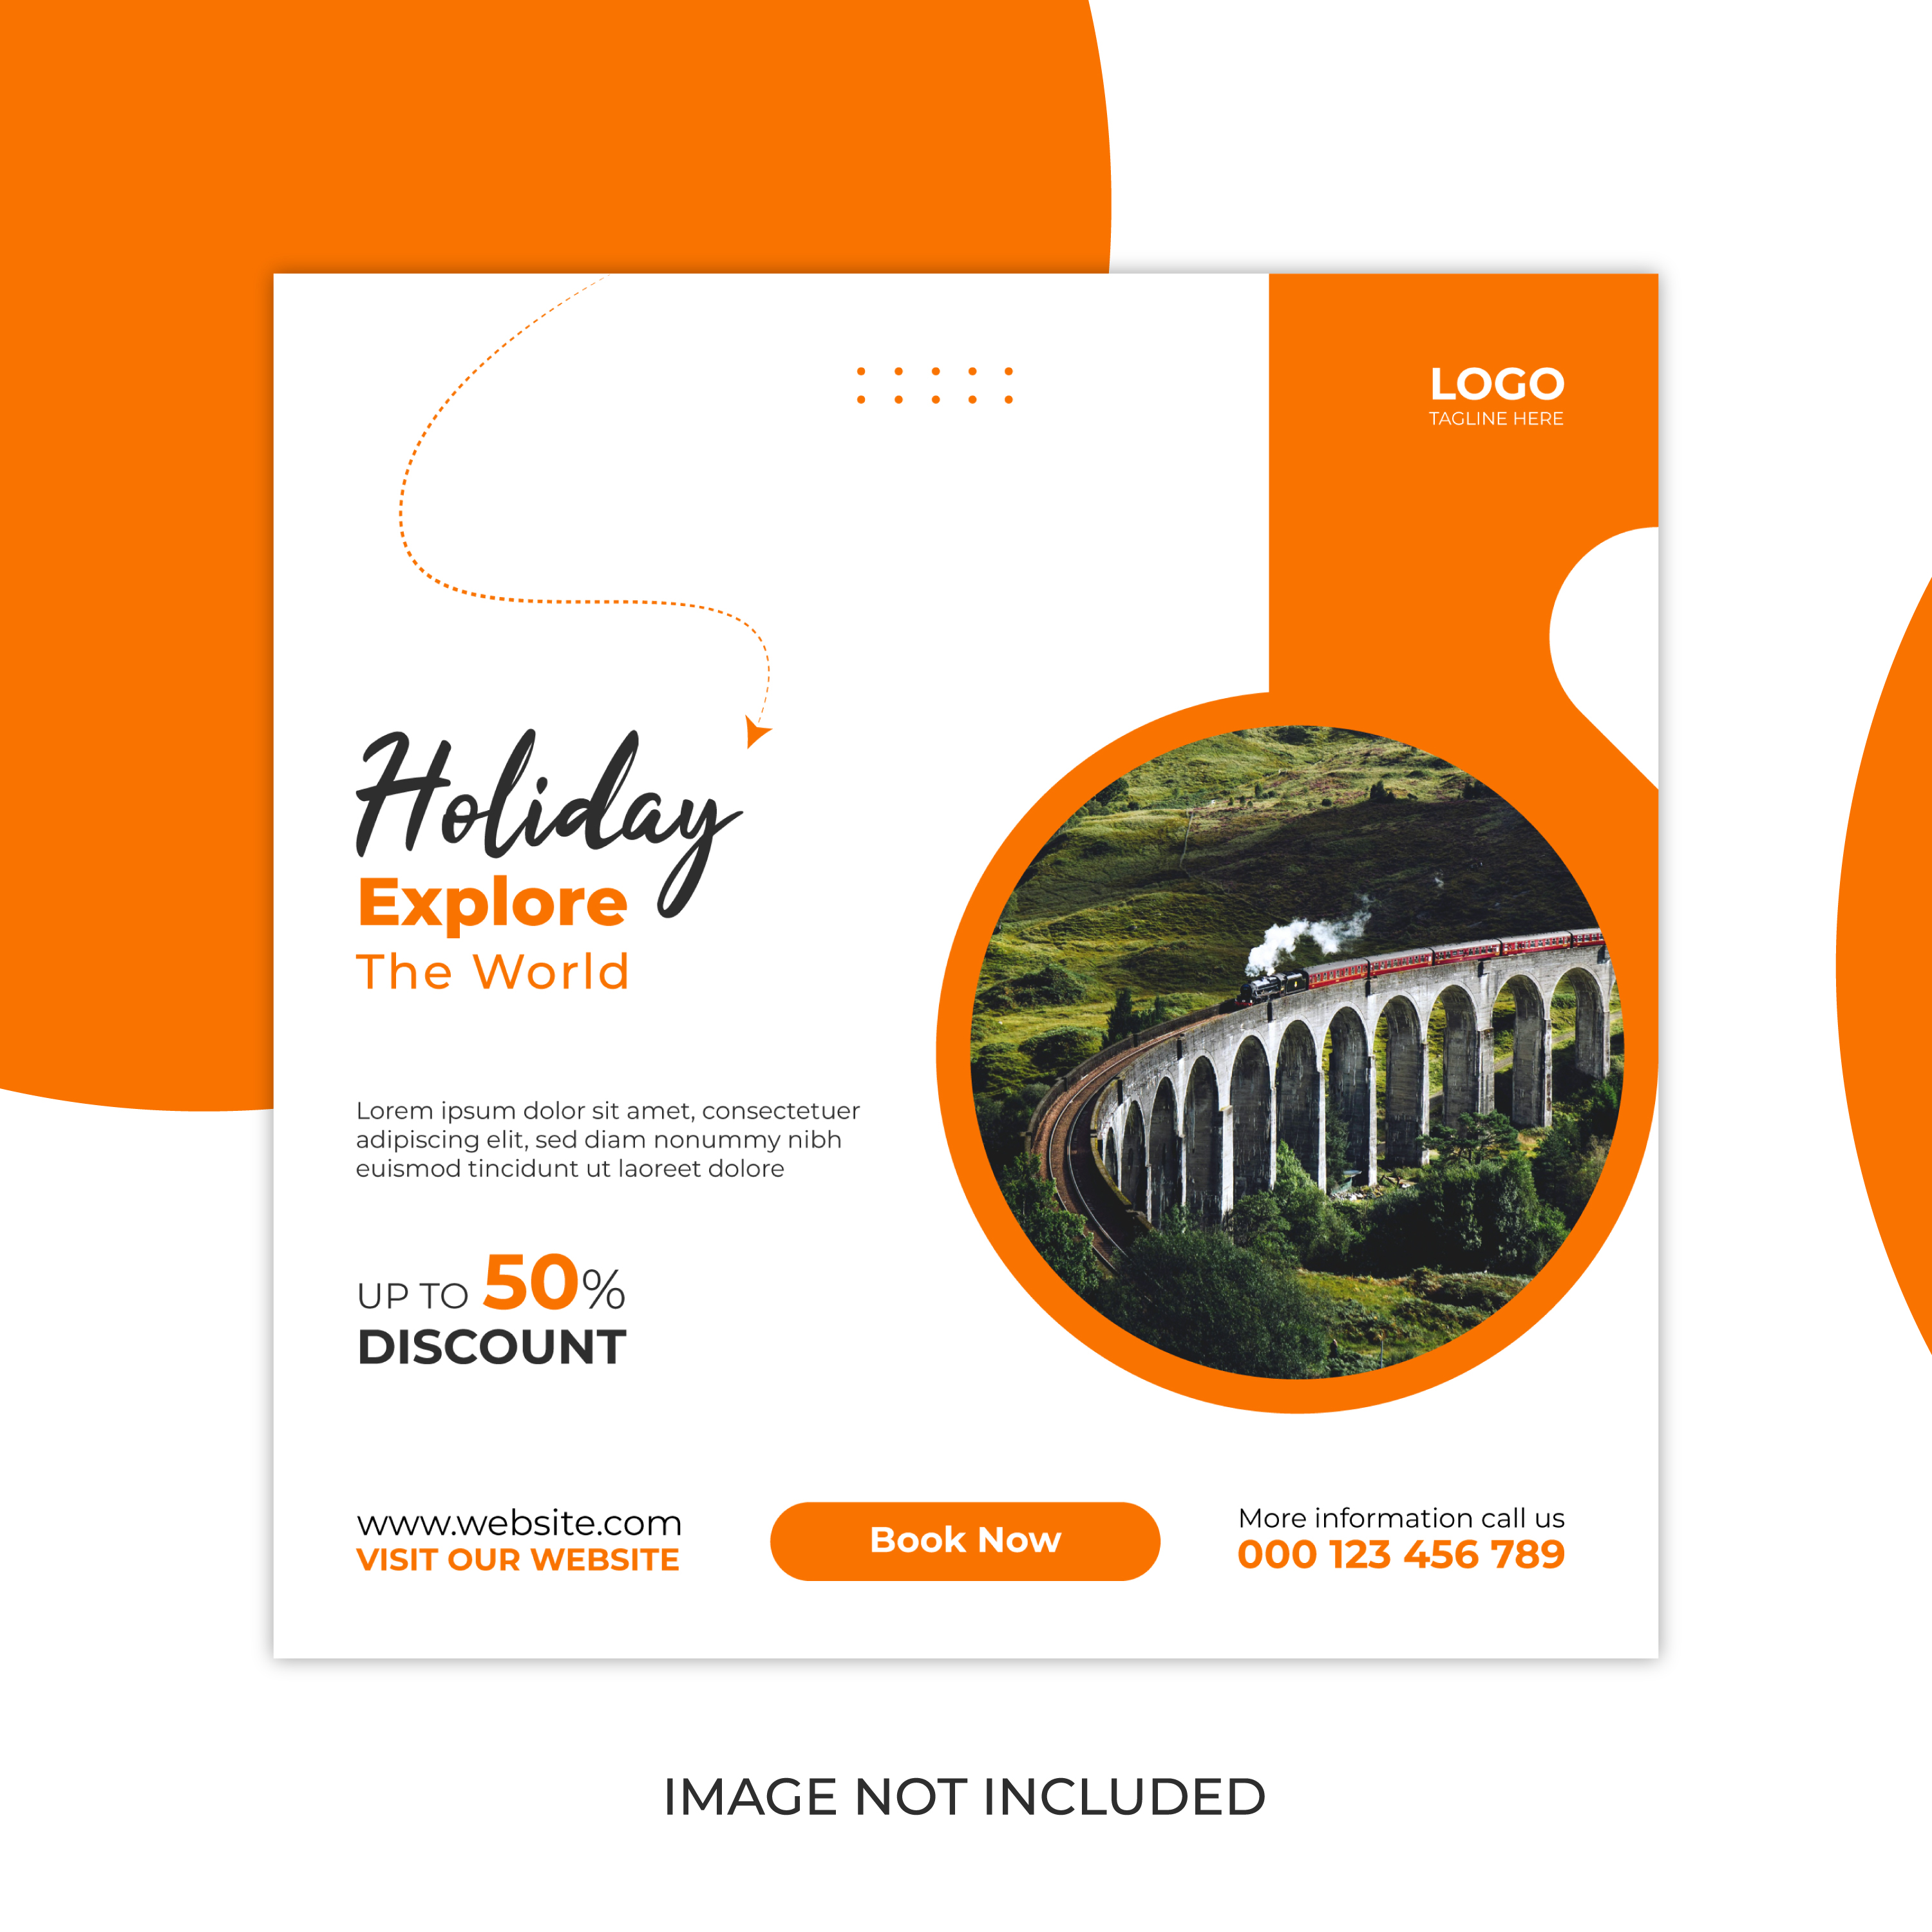 LOGO
TAGLINE HERE
Holiday
Explore
The World
Lorem ipsum dolor sit amet, consectetuer
adipiscing elit, sed diam nonummy nibh
euismod tincidunt ut laoreet dolore
UP TO 50%
DISCOUNT
www.website.com
VISIT OUR WEBSITE
Book Now
More information call us
000 123 456 789
IMAGE NOT INCLUDED